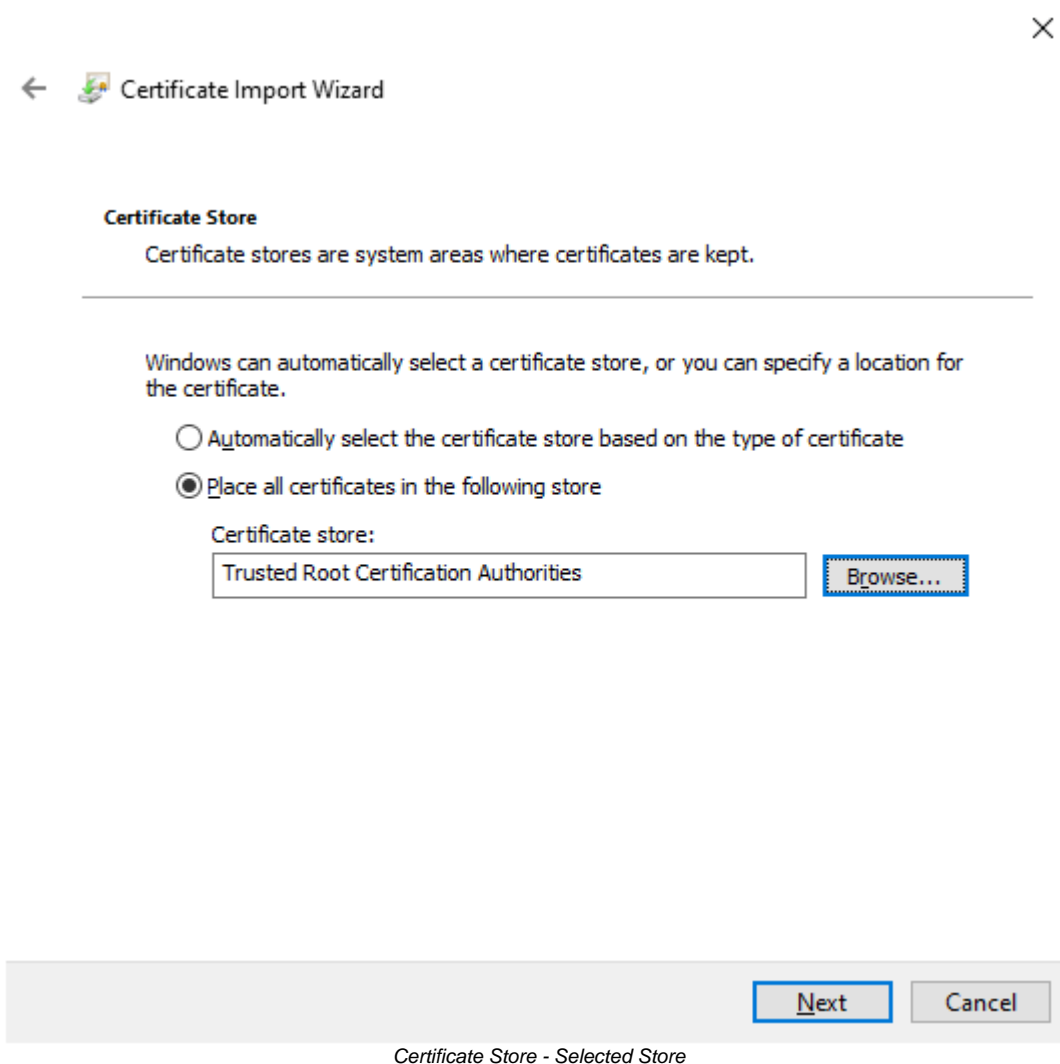 Certificate Import Wizard
Certificate Store
Certificate stores are system areas where certificates are kept.
Windows can automatically select a certificate store, or you can specify a location for
the certificate.
Automatically select the certificate store based on the type of certificate
Place all certificates in the following store
Certificate store:
Trusted Root Certification Authorities
Browse...
Next
Cancel
Certificate Store - Selected Store